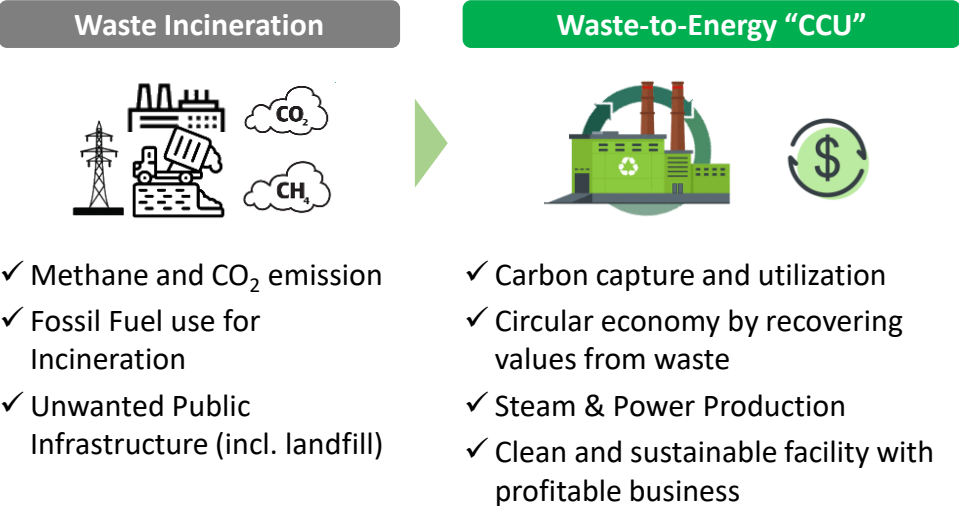 Waste Incineration
CO₂
CH₄
✓ Methane and CO₂ emission
✓ Fossil Fuel use for
Incineration
✓ Unwanted Public
Infrastructure (incl. landfill)
Waste-to-Energy “CCU”
$
✓ Carbon capture and utilization
✓ Circular economy by recovering
values from waste
✓ Steam & Power Production
✓ Clean and sustainable facility with
profitable business